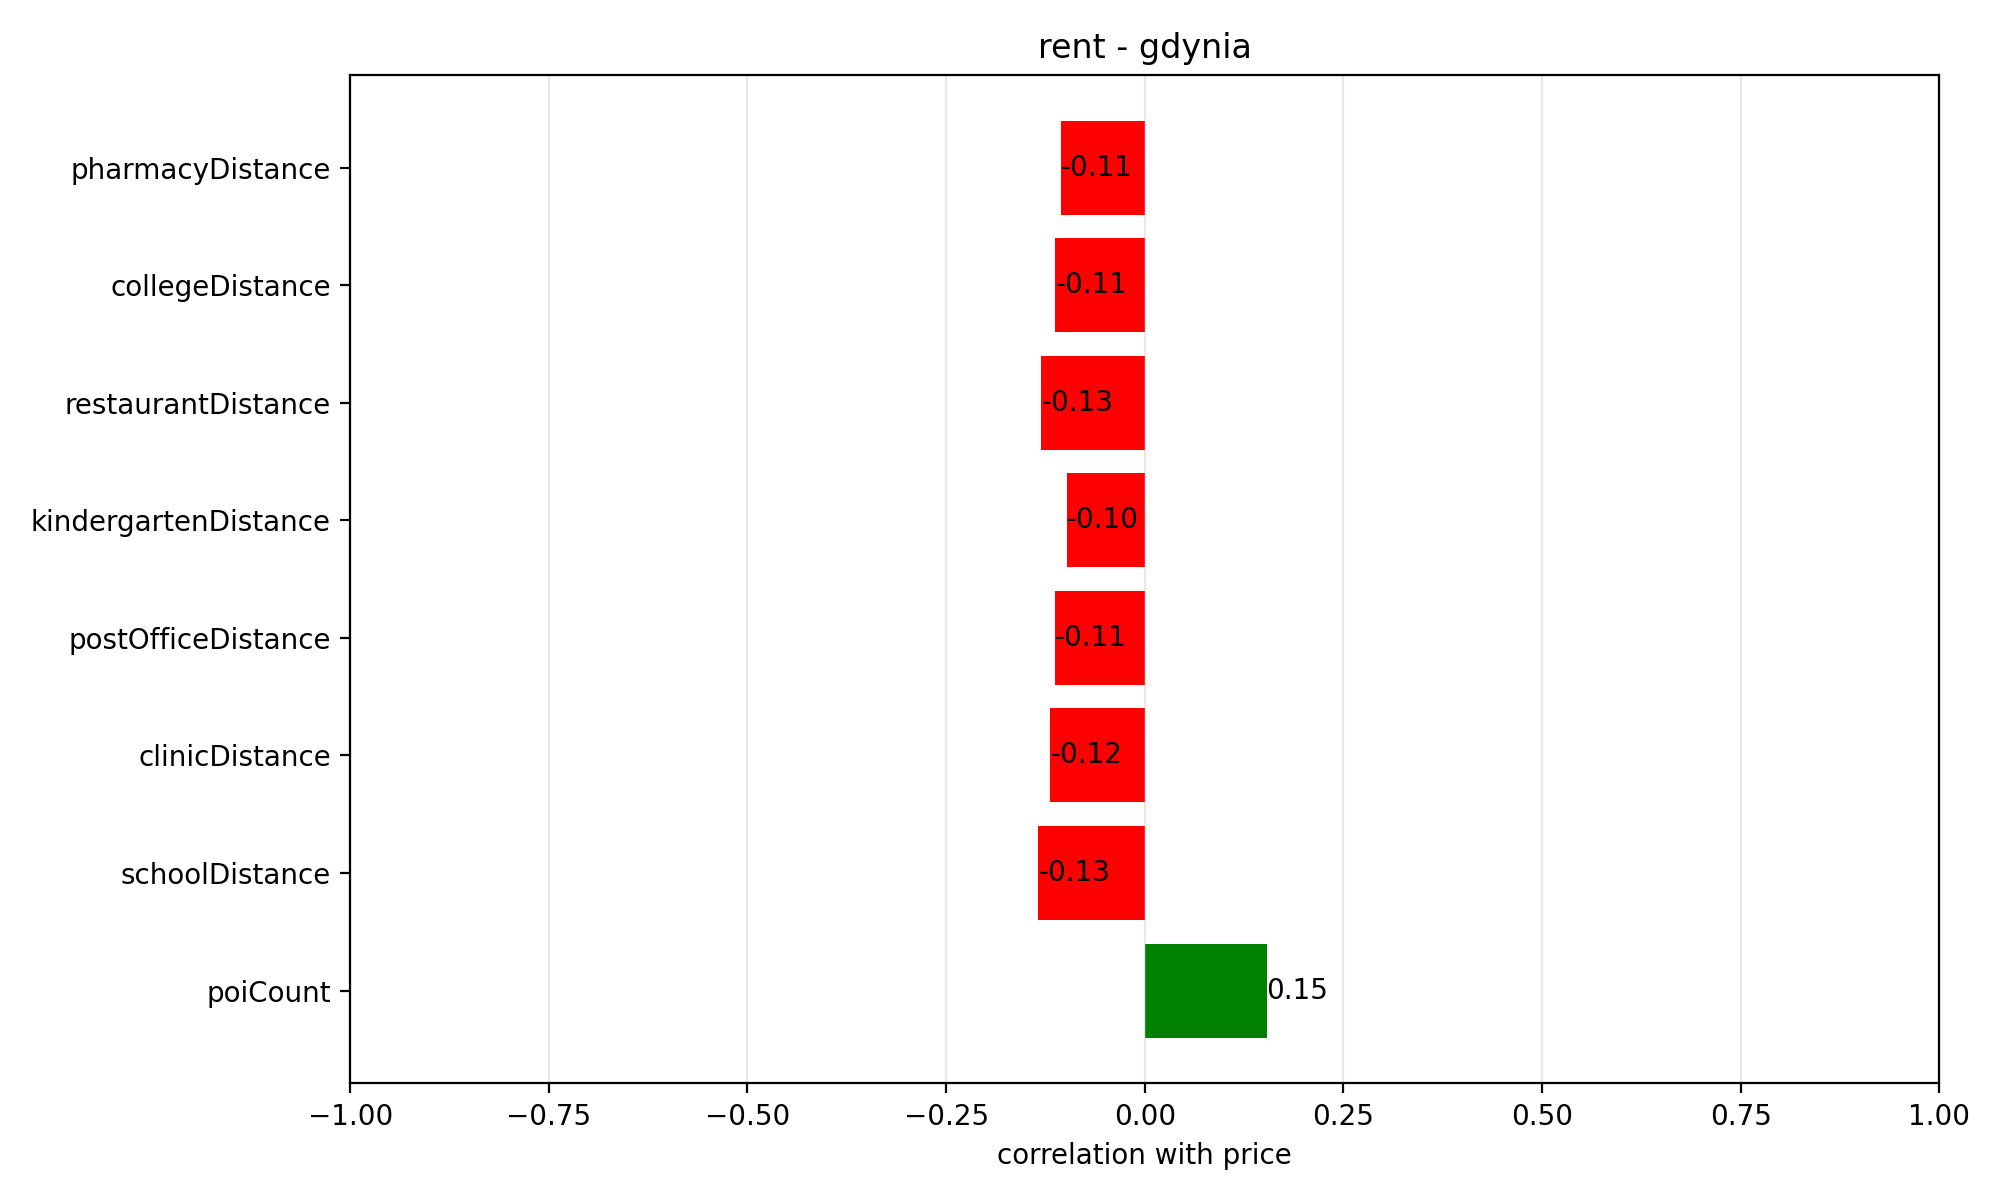 rent - gdynia
pharmacyDistance
-0.11
collegeDistance
-0.11
restaurantDistance
-0.13
kindergartenDistance
-0.10
postOfficeDistance
-0.11
clinicDistance
-0.12
schoolDistance
-0.13
poiCount
0.15
−1.00 −0.75 −0.50 −0.25 0.00 0.25 0.50 0.75 1.00
correlation with price